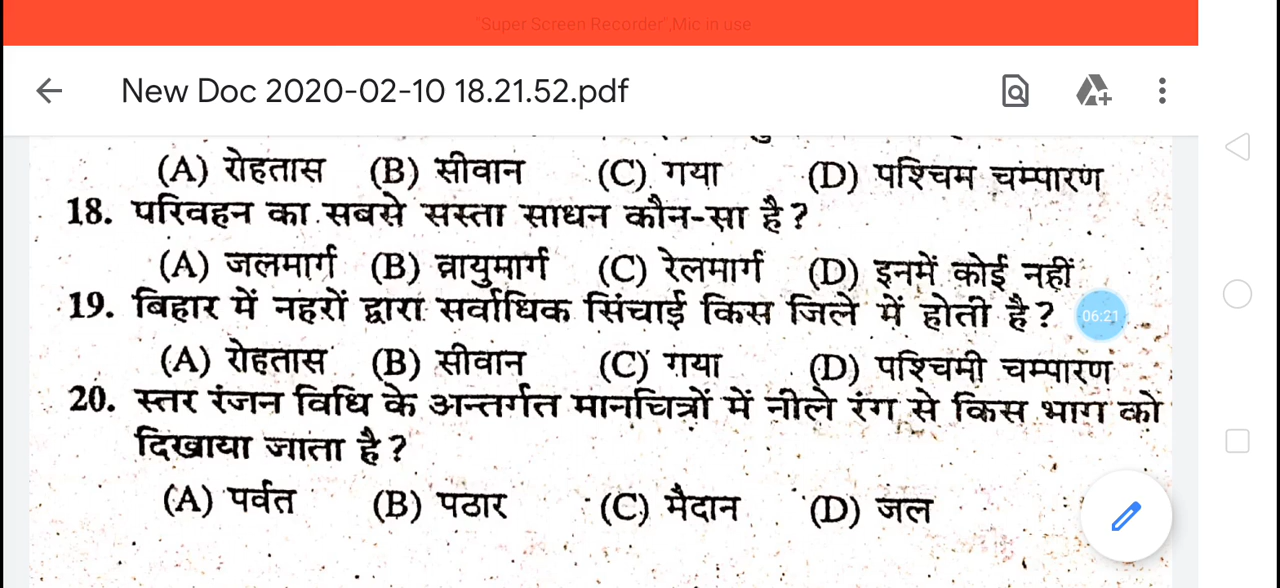 "Super Screen Recorder",Mic in use
New Doc 2020-02-10 18.21.52.pdf
(A) रोहतास (B) सीवान (C) गया (D) पश्चिम चम्पारण
18. परिवहन का सबसे सस्ता साधन कौन-सा है?
(A) जलमार्ग (B) वायुमार्ग (C) रेलमार्ग (D) इनमें कोई नहीं
19. बिहार में नहरों द्वारा सर्वाधिक सिंचाई किस जिले में होती है?
06:21
(A) रोहतास (B) सीवान (C) गया (D) पश्चिमी चम्पारण
20. स्तर रंजन विधि के अन्तर्गत मानचित्रों में नीले रंग से किस भाग को
दिखाया जाता है?
(A) पर्वत (B) पठार (C) मैदान (D) जल